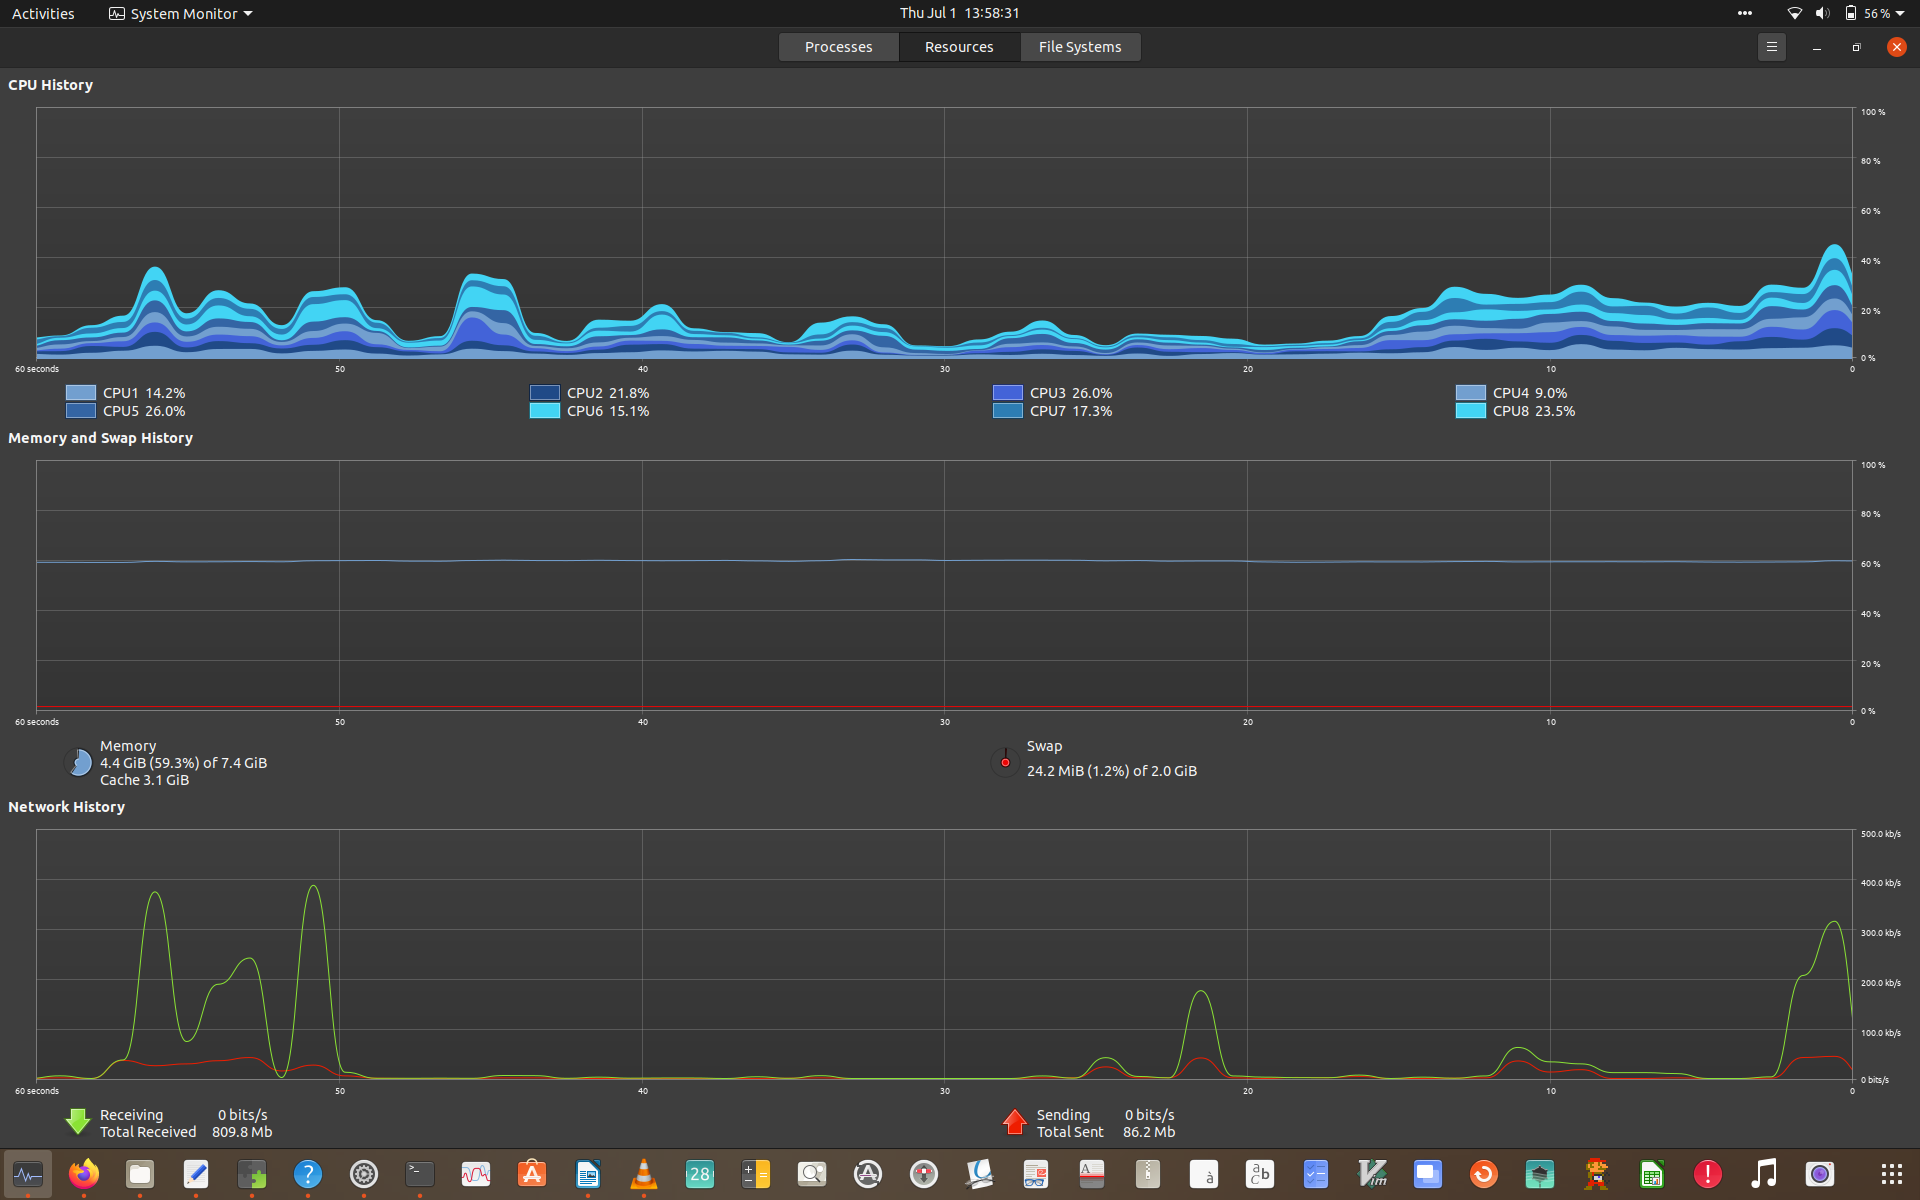 Activities System Monitor Thu Jul 1 13:58:31 56 %
Processes Resources File Systems
CPU History
100 %
80 %
60 %
40 %
20 %
0 %
60 seconds 50 40 30 20 10 0
CPU1 14.2% CPU2 21.8% CPU3 26.0% CPU4 9.0%
CPU5 26.0% CPU6 15.1% CPU7 17.3% CPU8 23.5%
Memory and Swap History
100 %
80 %
60 %
40 %
20 %
0 %
60 seconds 50 40 30 20 10 0
Memory
4.4 GiB (59.3%) of 7.4 GiB
Cache 3.1 GiB
Swap
24.2 MiB (1.2%) of 2.0 GiB
Network History
500.0 kb/s
400.0 kb/s
300.0 kb/s
200.0 kb/s
100.0 kb/s
0 bits/s
60 seconds 50 40 30 20 10 0
Receiving 0 bits/s
Total Received 809.8 Mb
Sending 0 bits/s
Total Sent 86.2 Mb
? >_ A 28 A A à a b c Vim !